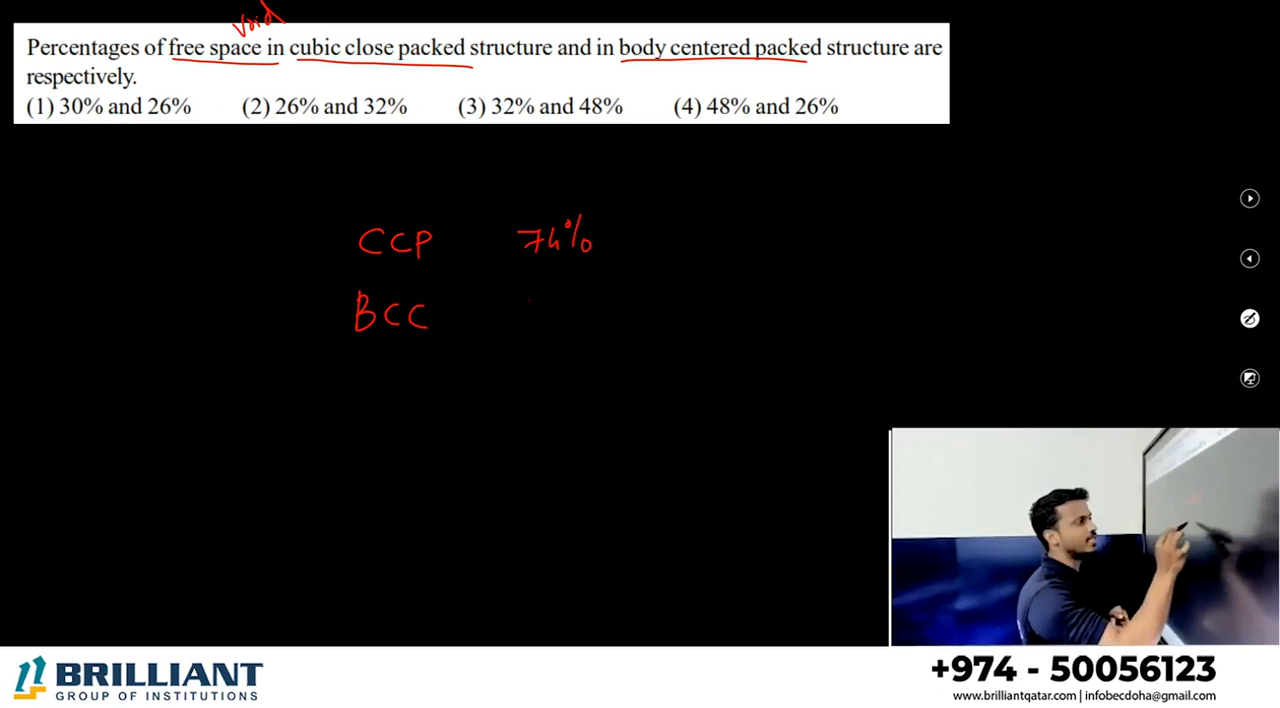 void
Percentages of free space in cubic close packed structure and in body centered packed structure are
respectively.
(1) 30% and 26% (2) 26% and 32% (3) 32% and 48% (4) 48% and 26%
CCP 74%
BCC
BRILLIANT
GROUP OF INSTITUTIONS
+974 - 50056123
www.brilliantqatar.com | infobecdoha@gmail.com